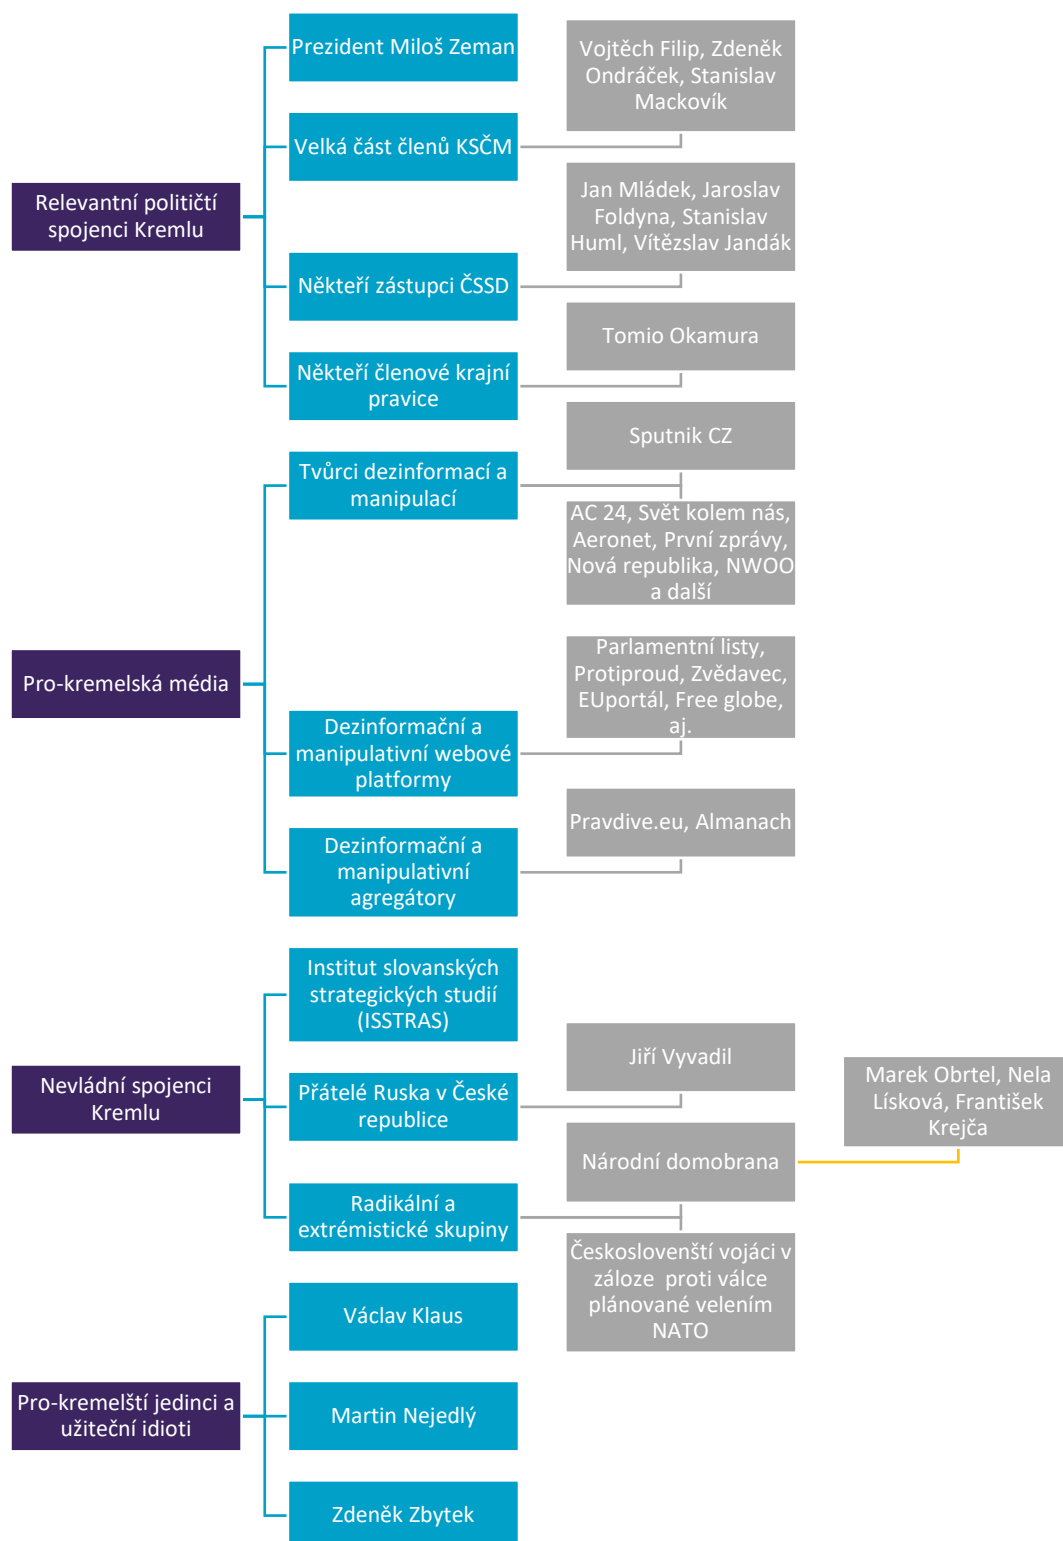 Relevantní političtí
spojenci Kremlu
Prezident Miloš Zeman
Velká část členů KSČM
Vojtěch Filip, Zdeněk
Ondráček, Stanislav
Mackovík
Někteří zástupci ČSSD
Jan Mládek, Jaroslav
Foldyna, Stanislav
Huml, Vítězslav Jandák
Někteří členové krajní
pravice
Tomio Okamura
Pro-kremelská média
Tvůrci dezinformací a
manipulací
Sputnik CZ
AC 24, Svět kolem nás,
Aeronet, První zprávy,
Nová republika, NWOO
a další
Dezinformační a
manipulativní webové
platformy
Parlamentní listy,
Protiproud, Zvědavec,
EUportál, Free globe,
aj.
Dezinformační a
manipulativní
agregátory
Pravdive.eu, Almanach
Nevládní spojenci
Kremlu
Institut slovanských
strategických studií
(ISSTRAS)
Přátelé Ruska v České
republice
Jiří Vyvadil
Radikální a
extrémistické skupiny
Národní domobrana
Marek Obrtel, Nela
Lísková, František
Krejča
Českoslovenští vojáci v
záloze proti válce
plánované velením
NATO
Pro-kremelští jedinci a
užiteční idioti
Václav Klaus
Martin Nejedlý
Zdeněk Zbytek